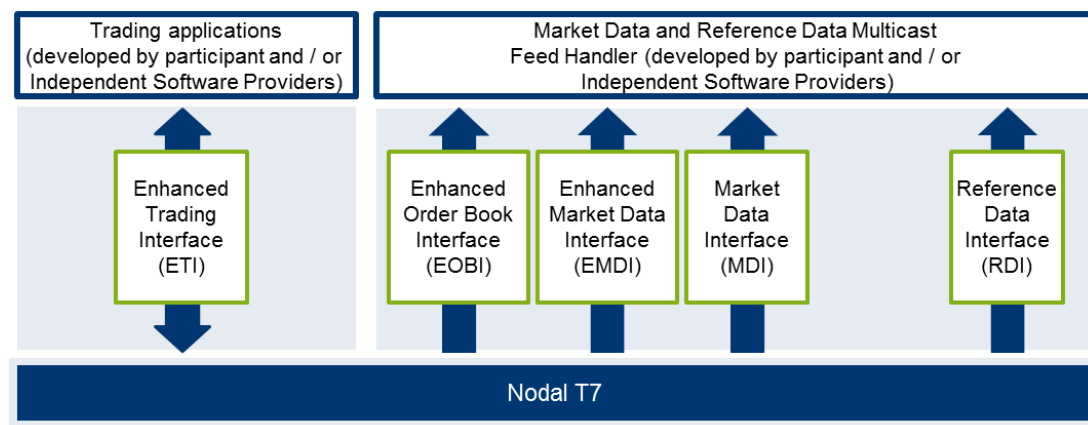 Trading applications
(developed by participant and / or
Independent Software Providers)
Market Data and Reference Data Multicast
Feed Handler (developed by participant and / or
Independent Software Providers)
Enhanced
Trading
Interface
(ETI)
Enhanced
Order Book
Interface
(EOBI)
Enhanced
Market Data
Interface
(EMDI)
Market
Data
Interface
(MDI)
Reference
Data
Interface
(RDI)
Nodal T7